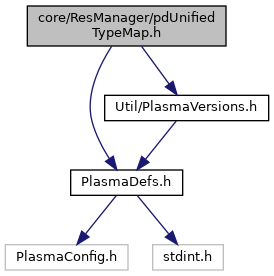 core/ResManager/pdUnified
TypeMap.h
Util/PlasmaVersions.h
PlasmaDefs.h
PlasmaConfig.h
stdint.h